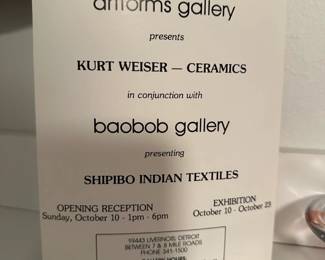 artforms gallery
presents
KURT WEISER — CERAMICS
in conjunction with
baobob gallery
presenting
SHIPIBO INDIAN TEXTILES
OPENING RECEPTION
Sunday, October 10 - 1pm - 6pm
EXHIBITION
October 10 - October 23
19443 LIVERNOIS, DETROIT
BETWEEN 7 & 8 MILE ROADS
PHONE 341-1500